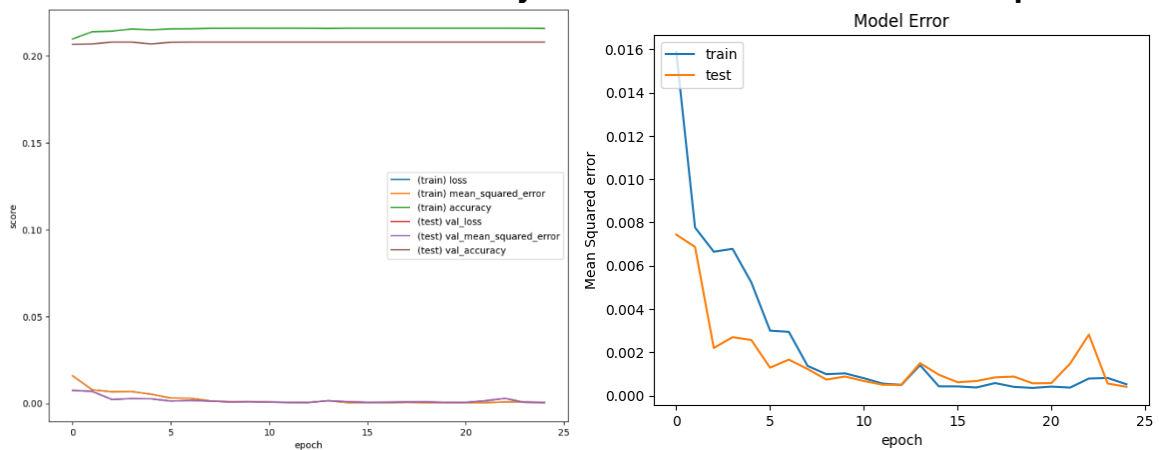 0.20
0.15
0.10
0.05
0.00
score
0 5 10 15 20 25
epoch
(train) loss
(train) mean_squared_error
(train) accuracy
(test) val_loss
(test) val_mean_squared_error
(test) val_accuracy
Model Error
0.016
0.014
0.012
0.010
0.008
0.006
0.004
0.002
0.000
Mean Squared error
train
test
0 5 10 15 20 25
epoch